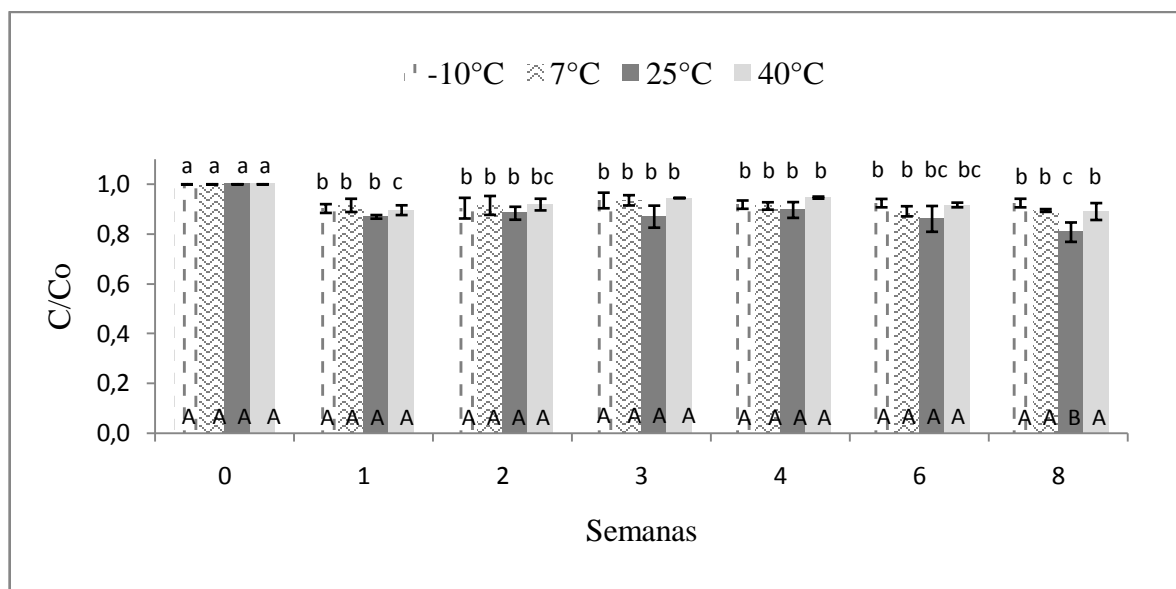 -10°C 7°C 25°C 40°C
a a a a b b b c b b b bc b b b b b b b b b b bc bc b b c b
1,0
0,8
0,6
0,4
0,2
0,0
C/Co
A A A A A A A A A A A A A A A A A A A A A A A A A A B A
0 1 2 3 4 6 8
Semanas